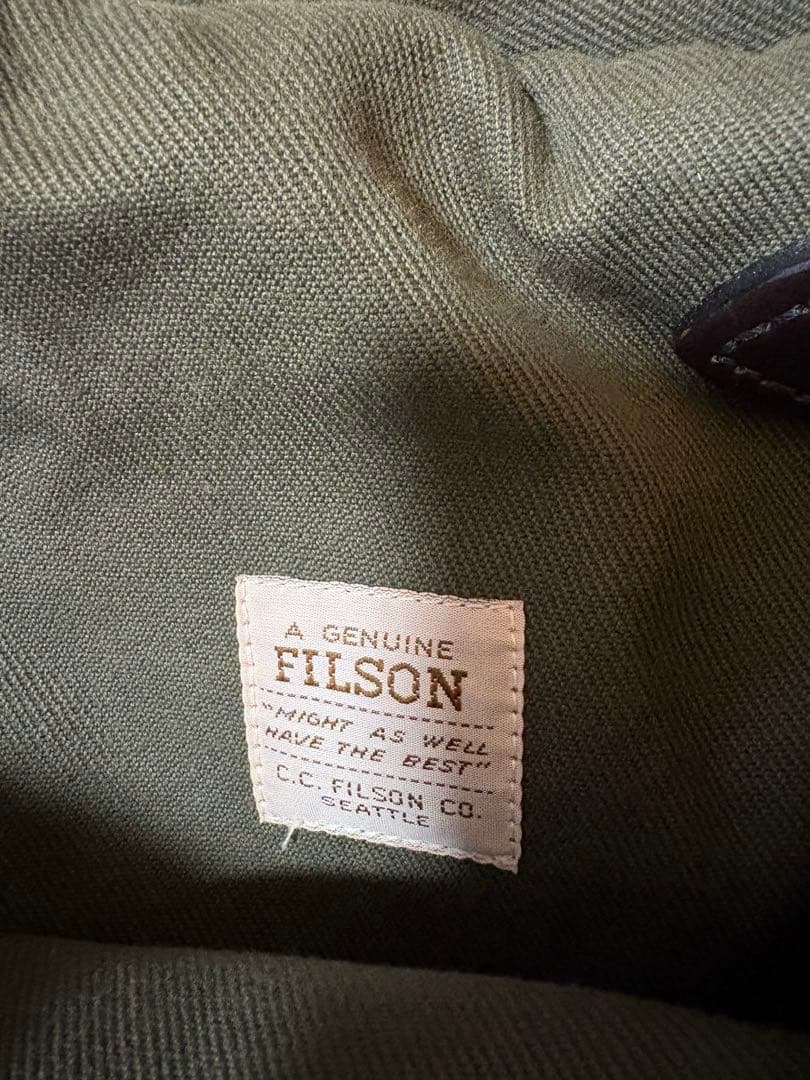 A GENUINE
FILSON
"MIGHT AS WELL
HAVE THE BEST"
C.C. FILSON CO.
SEATTLE